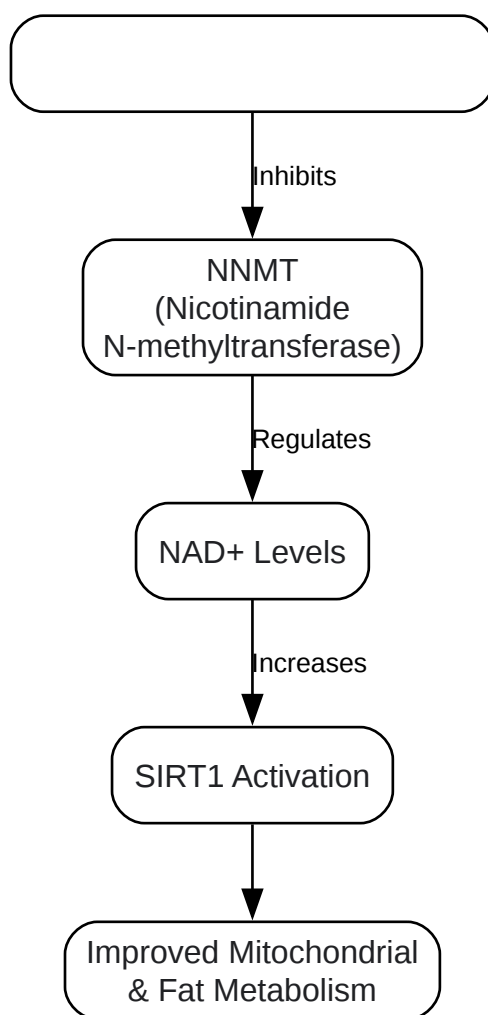 Inhibits
NNMT
(Nicotinamide
N-methyltransferase)
Regulates
NAD+ Levels
Increases
SIRT1 Activation
Improved Mitochondrial
& Fat Metabolism